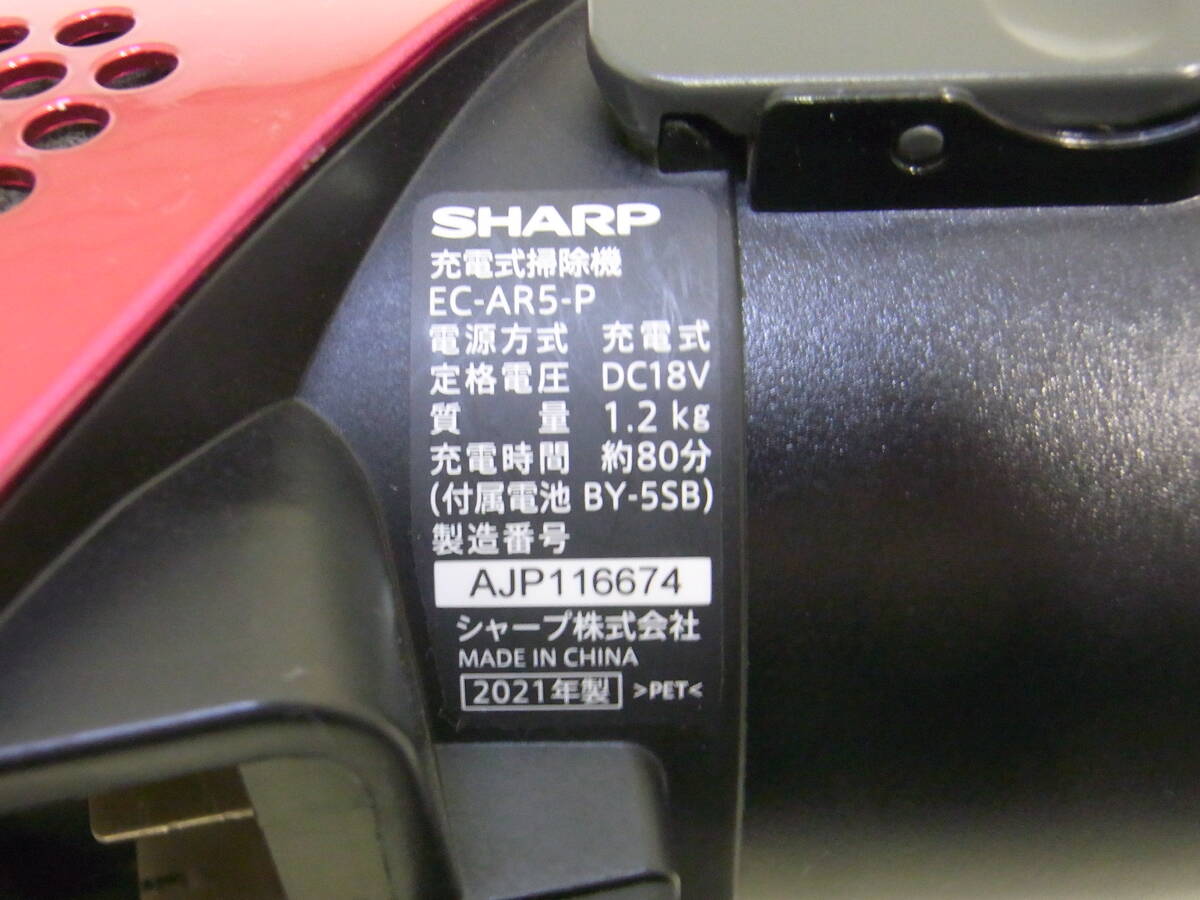 SHARP
充電式掃除機
EC-AR5-P
電源方式 充電式
定格電圧 DC18V
質量 1.2 kg
充電時間 約80分
(付属電池 BY-5SB)
製造番号
AJP116674
シャープ株式会社
MADE IN CHINA
2021年製 >PET<